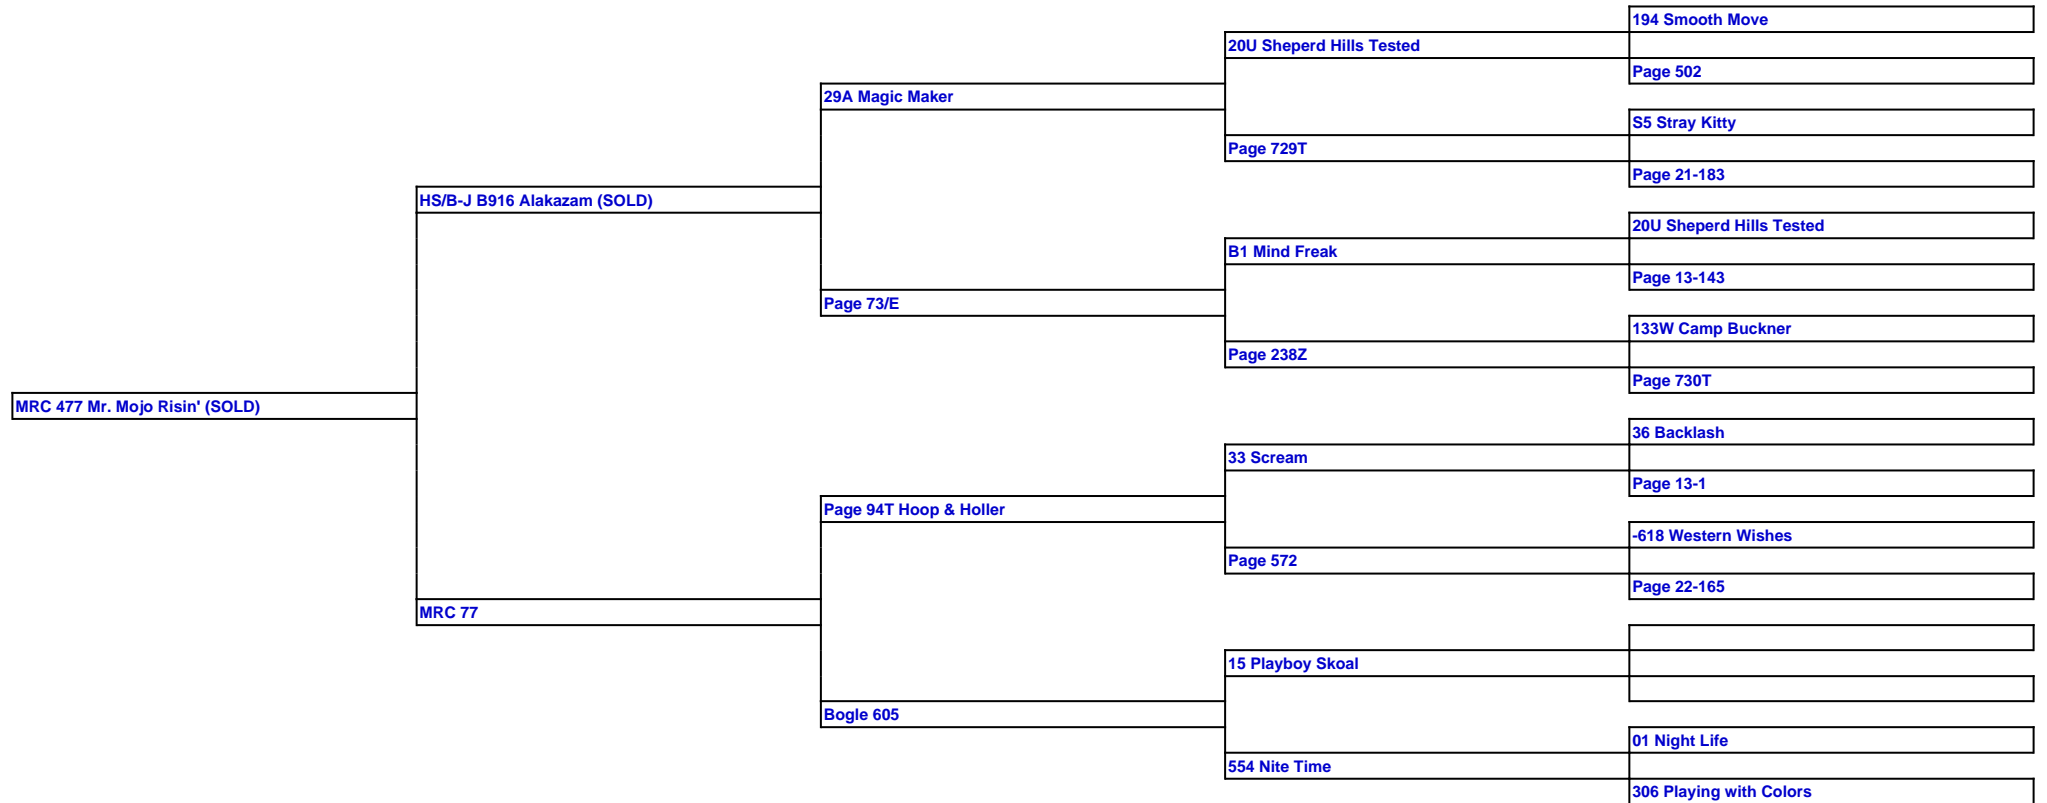 194 Smooth Move
20U Sheperd Hills Tested
Page 502
29A Magic Maker
S5 Stray Kitty
Page 729T
Page 21-183
HS/B-J B916 Alakazam (SOLD)
20U Sheperd Hills Tested
B1 Mind Freak
Page 13-143
Page 73/E
133W Camp Buckner
Page 238Z
Page 730T
MRC 477 Mr. Mojo Risin' (SOLD)
36 Backlash
33 Scream
Page 13-1
Page 94T Hoop & Holler
-618 Western Wishes
Page 572
Page 22-165
MRC 77
15 Playboy Skoal
Bogle 605
01 Night Life
554 Nite Time
306 Playing with Colors